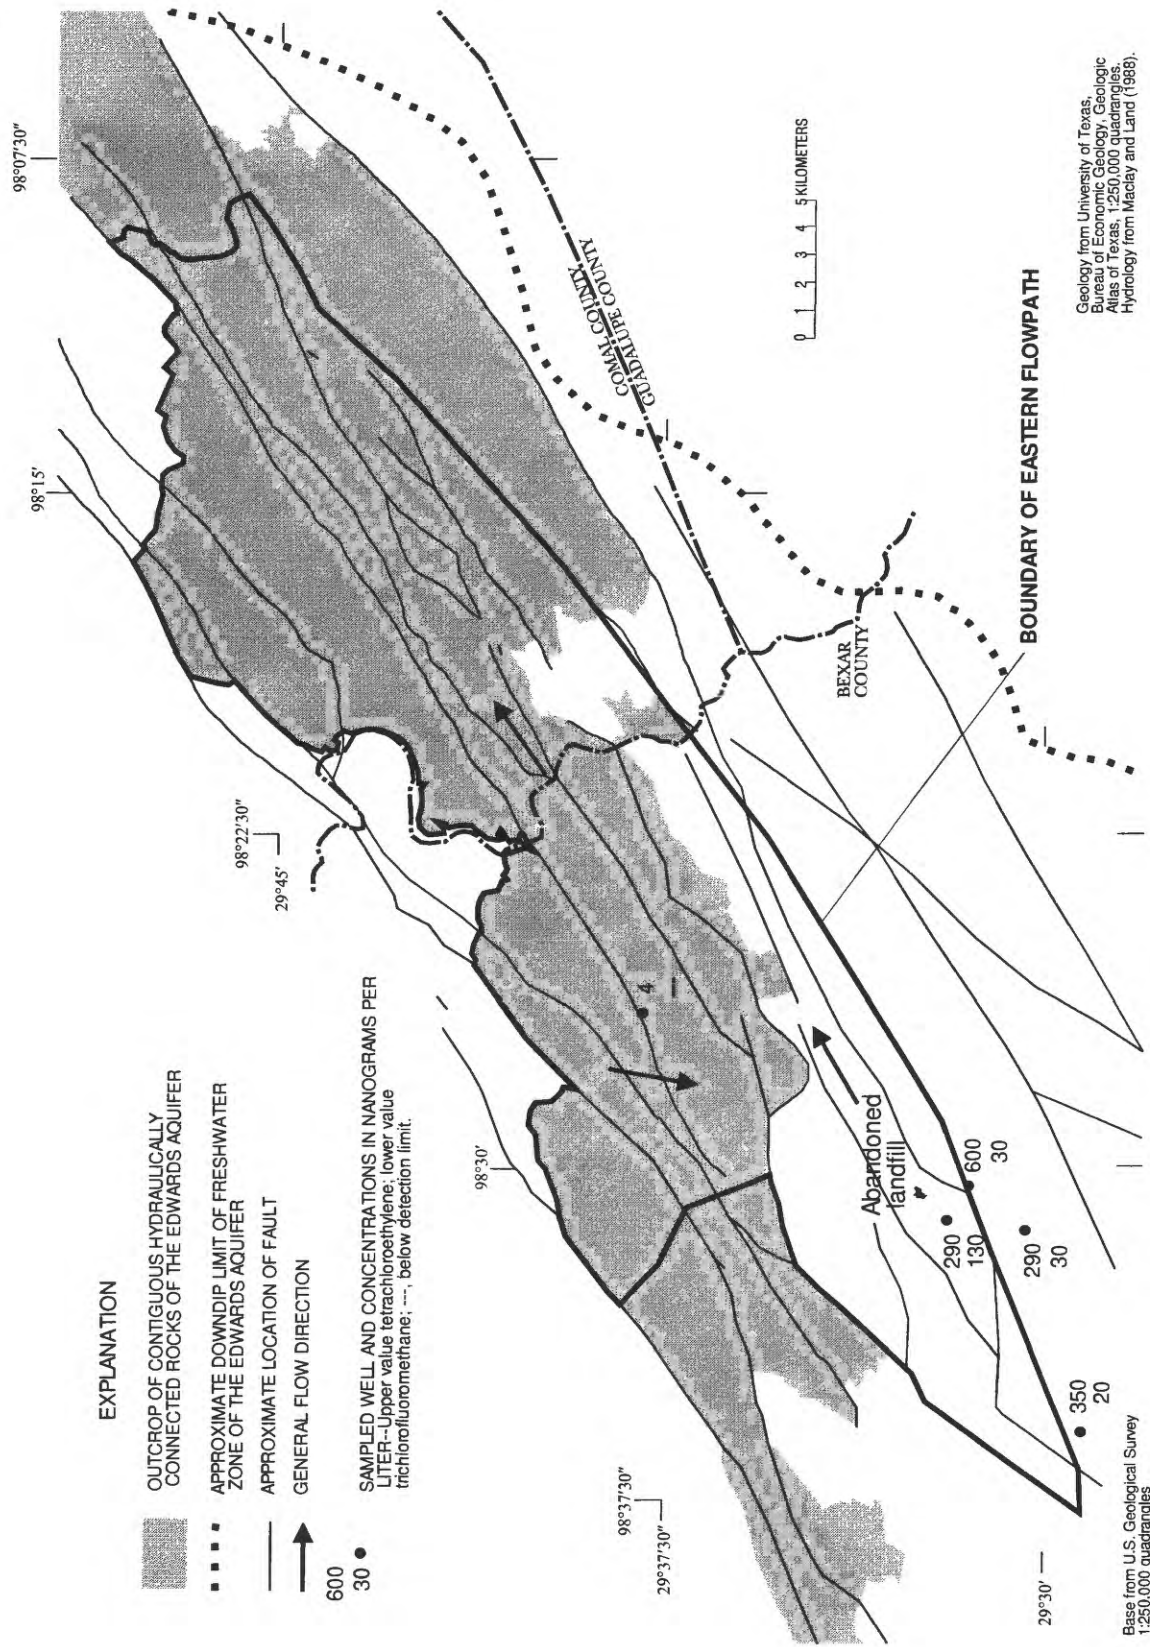 EXPLANATION
OUTCROP OF CONTIGUOUS HYDRAULICALLY
CONNECTED ROCKS OF THE EDWARDS AQUIFER
APPROXIMATE DOWNDIP LIMIT OF FRESHWATER
ZONE OF THE EDWARDS AQUIFER
APPROXIMATE LOCATION OF FAULT
GENERAL FLOW DIRECTION
600
30
SAMPLED WELL AND CONCENTRATIONS IN NANOGRAMS PER
LITER--Upper value tetrachloroethylene; lower value
trichlorofluoromethane; ---, below detection limit.
98°37'30"
29°37'30"
29°30'
98°30'
98°22'30"
29°45'
98°15'
98°07'30"
4
---
Abandoned
landfill
290
130
600
30
290
30
350
20
BEXAR
COUNTY
COMAL COUNTY
GUADALUPE COUNTY
0 1 2 3 4 5 KILOMETERS
BOUNDARY OF EASTERN FLOWPATH
Base from U.S. Geological Survey
1:250,000 quadrangles
Geology from University of Texas,
Bureau of Economic Geology, Geologic
Atlas of Texas, 1:250,000 quadrangles.
Hydrology from Maclay and Land (1988).